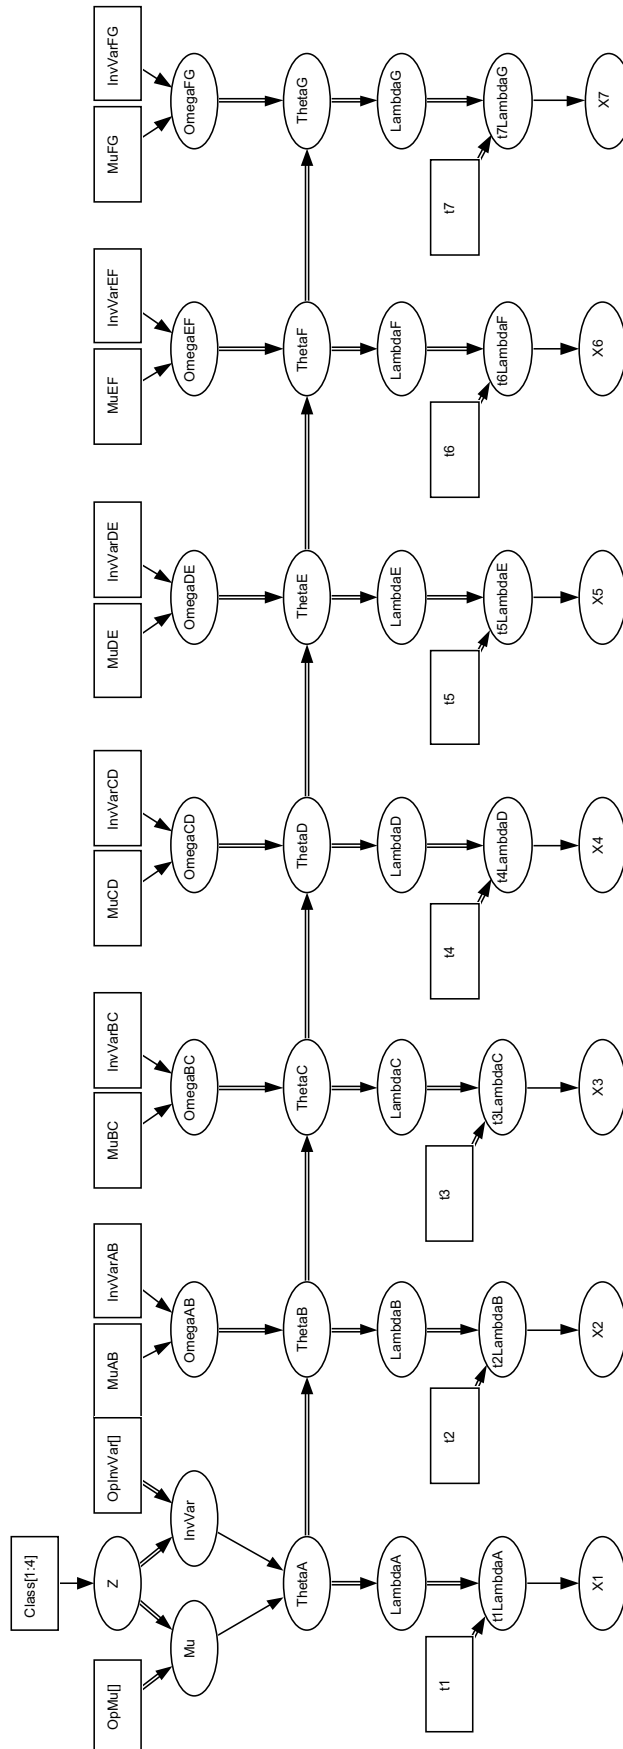 Class[1:4]
OpMu[]
Z
OpInvVar[]
MuAB
InvVarAB
MuBC
InvVarBC
MuCD
InvVarCD
MuDE
InvVarDE
MuEF
InvVarEF
MuFG
InvVarFG
Mu
InvVar
OmegaAB
OmegaBC
OmegaCD
OmegaDE
OmegaEF
OmegaFG
ThetaA
ThetaB
ThetaC
ThetaD
ThetaE
ThetaF
ThetaG
LambdaA
LambdaB
LambdaC
LambdaD
LambdaE
LambdaF
LambdaG
t1
t2
t3
t4
t5
t6
t7
t1LambdaA
t2LambdaB
t3LambdaC
t4LambdaD
t5LambdaE
t6LambdaF
t7LambdaG
X1
X2
X3
X4
X5
X6
X7